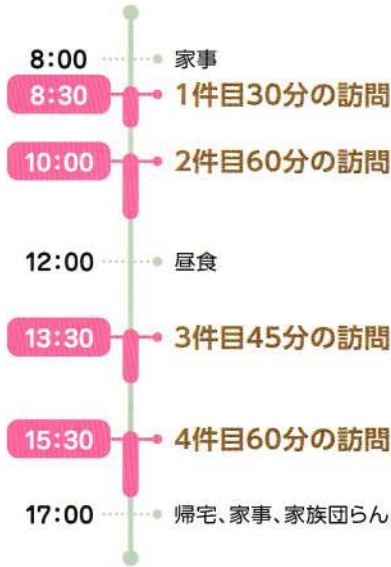 8:00 家事
8:30 1件目30分の訪問
10:00 2件目60分の訪問
12:00 昼食
13:30 3件目45分の訪問
15:30 4件目60分の訪問
17:00 帰宅、家事、家族団らん